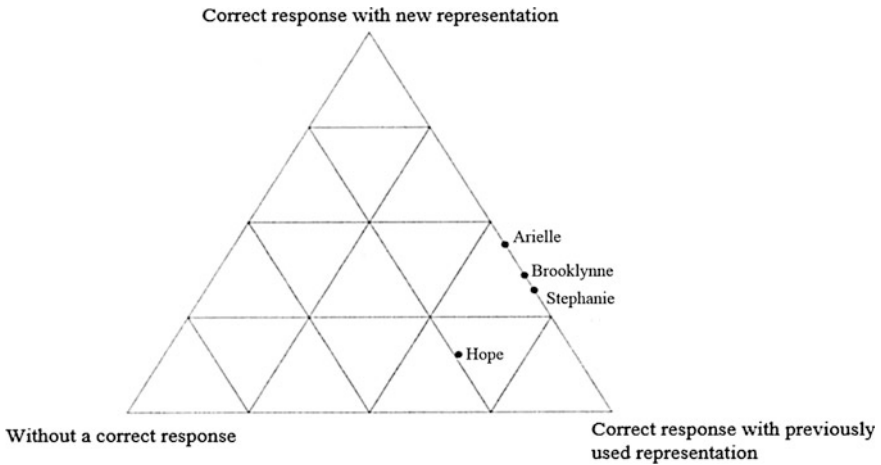 Correct response with new representation
Arielle
Brooklynne
Stephanie
Hope
Without a correct response
Correct response with previously
used representation